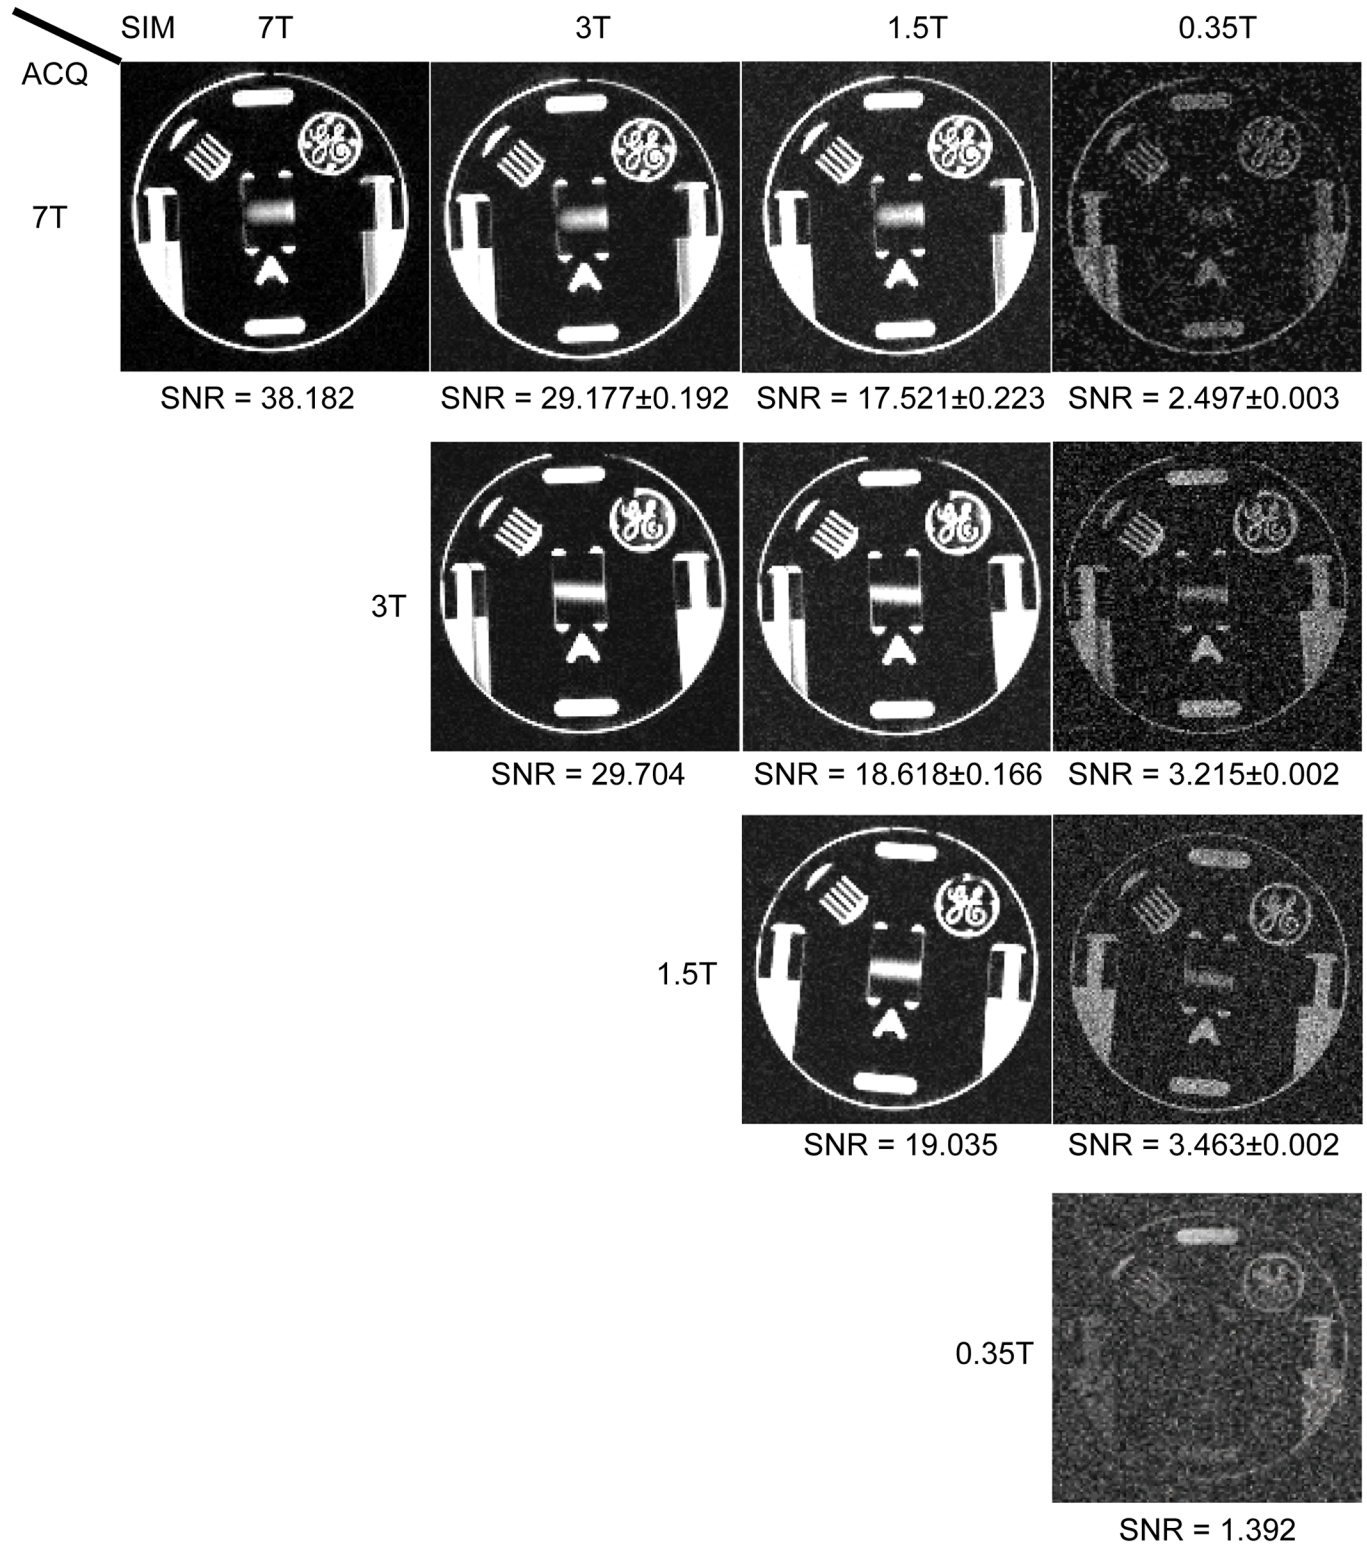 SIM 7T 3T 1.5T 0.35T
ACQ
7T
SNR = 38.182 SNR = 29.177±0.192 SNR = 17.521±0.223 SNR = 2.497±0.003
3T
SNR = 29.704 SNR = 18.618±0.166 SNR = 3.215±0.002
1.5T
SNR = 19.035 SNR = 3.463±0.002
0.35T
SNR = 1.392